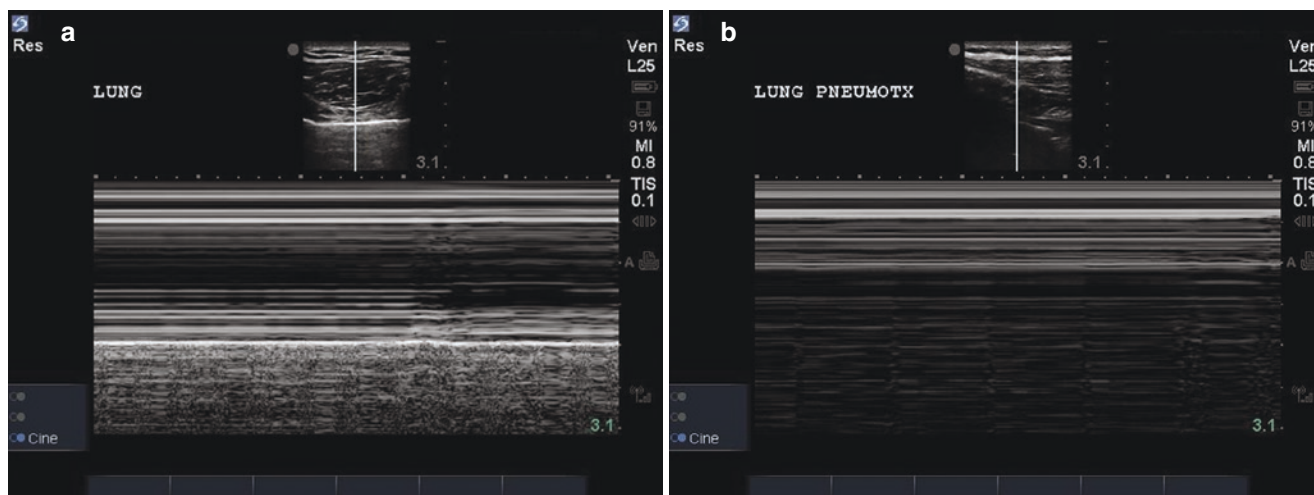 a
Res
LUNG
Ven
L25
91%
MI
0.8
TIS
0.1
A
3.1
3.1
Cine
b
Res
LUNG PNEUMOTX
Ven
L25
91%
MI
0.8
TIS
0.1
A
3.1
3.1
Cine